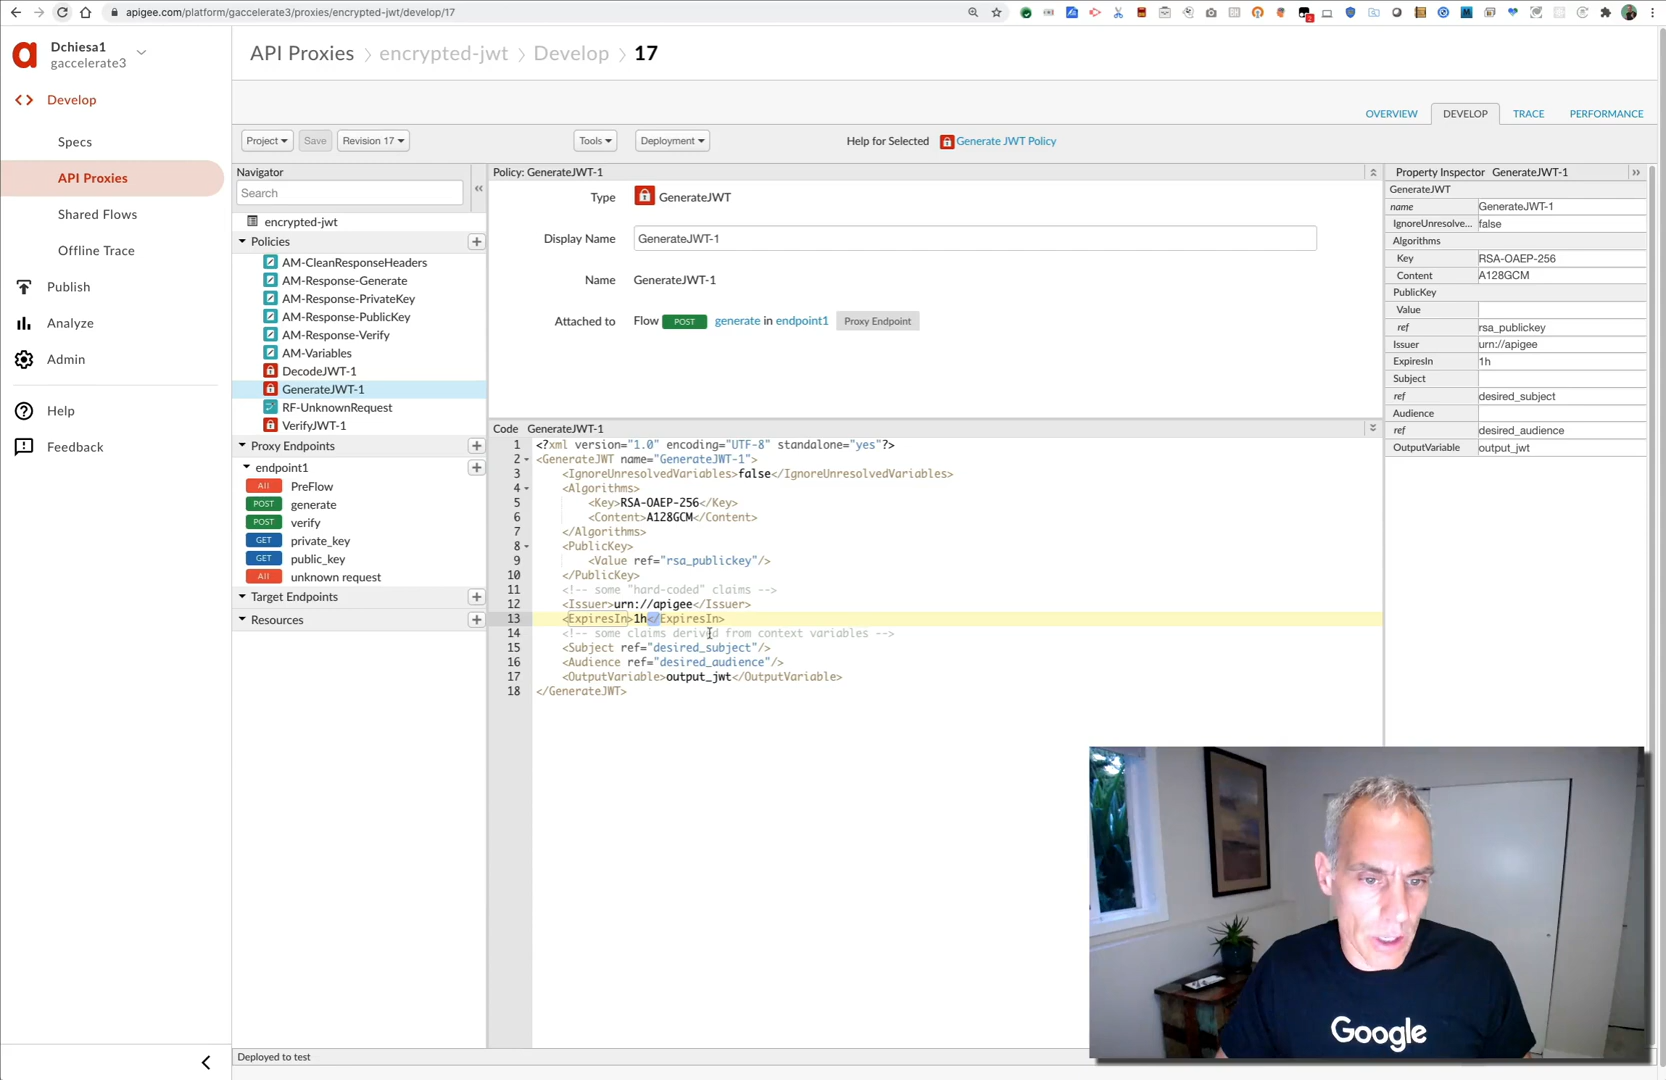 apigee.com/platform/gaccelerate3/proxies/encrypted-jwt/develop/17
Dchiesa1
gaccelerate3
Develop
Specs
API Proxies
Shared Flows
Offline Trace
Publish
Analyze
Admin
Help
Feedback
API Proxies > encrypted-jwt > Develop > 17
OVERVIEW DEVELOP TRACE PERFORMANCE
Project Save Revision 17 Tools Deployment Help for Selected Generate JWT Policy
Navigator
Search
encrypted-jwt
Policies
AM-CleanResponseHeaders
AM-Response-Generate
AM-Response-PrivateKey
AM-Response-PublicKey
AM-Response-Verify
AM-Variables
DecodeJWT-1
GenerateJWT-1
RF-UnknownRequest
VerifyJWT-1
Proxy Endpoints
endpoint1
All PreFlow
POST generate
POST verify
GET private_key
GET public_key
All unknown request
Target Endpoints
Resources
Policy: GenerateJWT-1
Type GenerateJWT
Display Name GenerateJWT-1
Name GenerateJWT-1
Attached to Flow POST generate in endpoint1 Proxy Endpoint
Code GenerateJWT-1
1 <?xml version="1.0" encoding="UTF-8" standalone="yes"?>
2 <GenerateJWT name="GenerateJWT-1">
3 <IgnoreUnresolvedVariables>false</IgnoreUnresolvedVariables>
4 <Algorithms>
5 <Key>RSA-OAEP-256</Key>
6 <Content>A128GCM</Content>
7 </Algorithms>
8 <PublicKey>
9 <Value ref="rsa_publickey"/>
10 </PublicKey>
11 <!-- some "hard-coded" claims -->
12 <Issuer>urn://apigee</Issuer>
13 <ExpiresIn>1h</ExpiresIn>
14 <!-- some claims derived from context variables -->
15 <Subject ref="desired_subject"/>
16 <Audience ref="desired_audience"/>
17 <OutputVariable>output_jwt</OutputVariable>
18 </GenerateJWT>
Property Inspector GenerateJWT-1
GenerateJWT
name GenerateJWT-1
IgnoreUnresolve... false
Algorithms
Key RSA-OAEP-256
Content A128GCM
PublicKey
Value
ref rsa_publickey
Issuer urn://apigee
ExpiresIn 1h
Subject
ref desired_subject
Audience
ref desired_audience
OutputVariable output_jwt
Deployed to test
Google